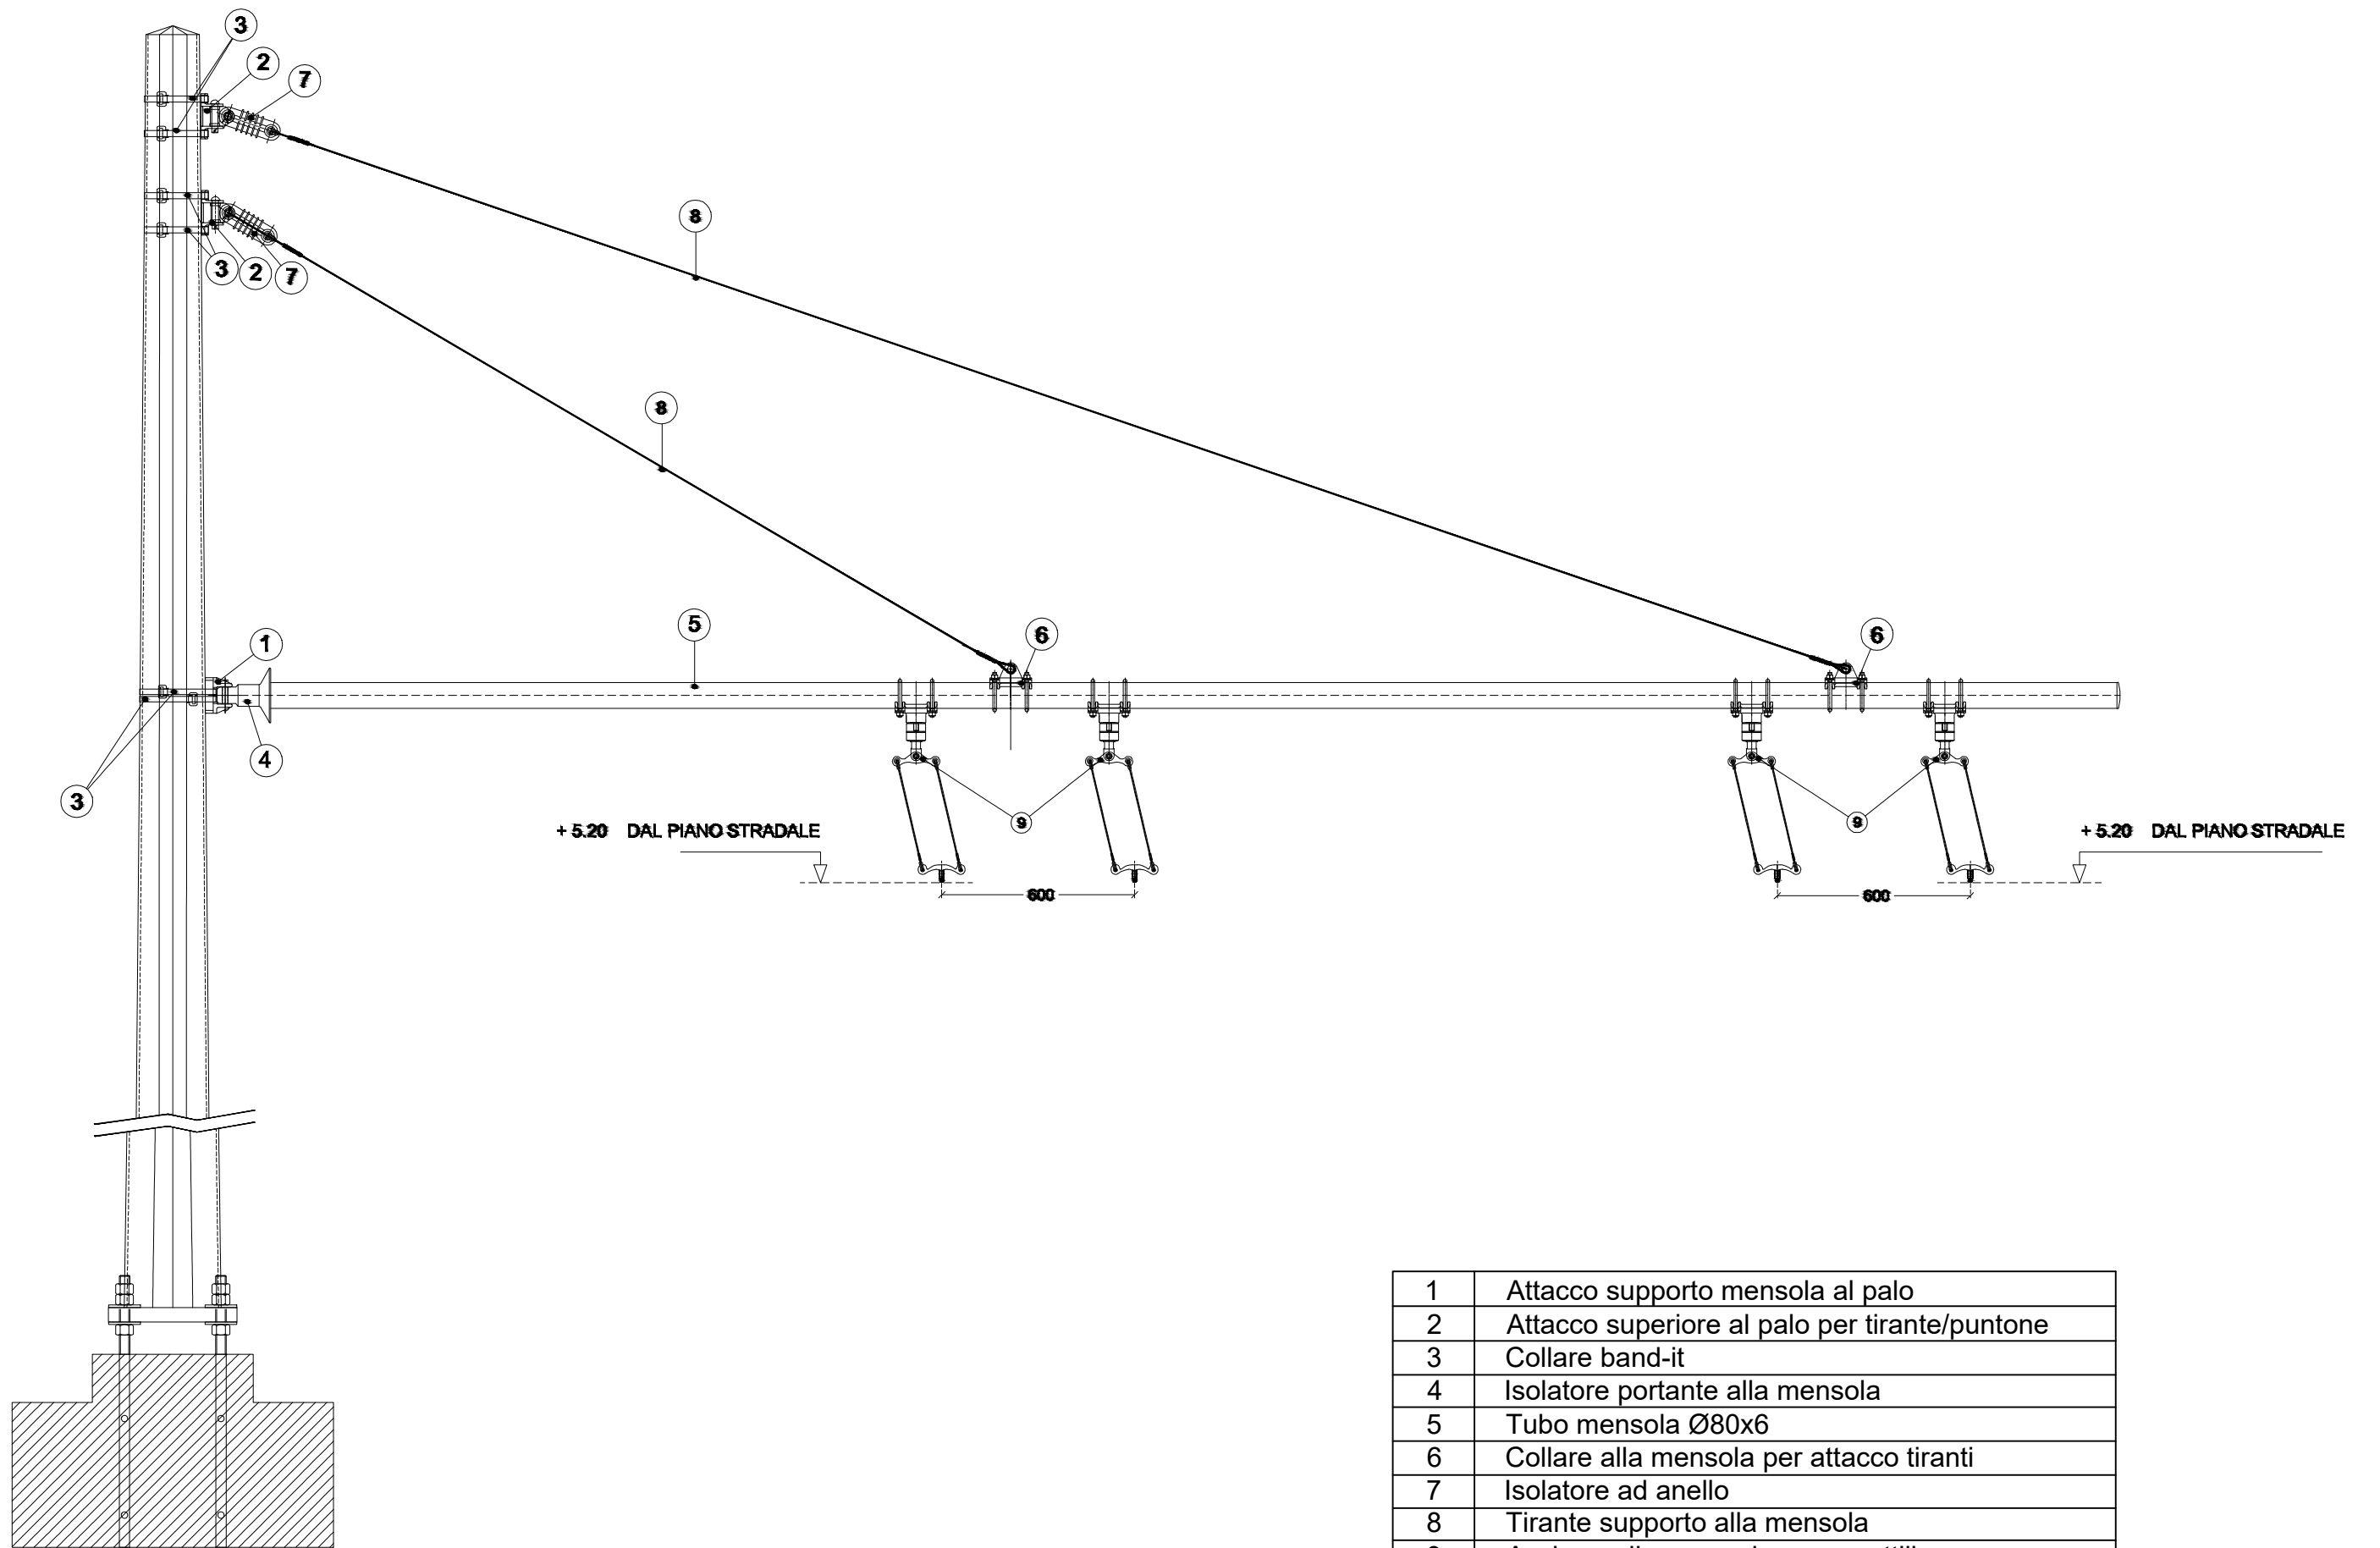 3
2
7
8
3
2
7
8
5
6
6
1
4
3
9
9
+ 5.20 DAL PIANO STRADALE
+ 5.20 DAL PIANO STRADALE
600
600
1 Attacco supporto mensola al palo
2 Attacco superiore al palo per tirante/puntone
3 Collare band-it
4 Isolatore portante alla mensola
5 Tubo mensola Ø80x6
6 Collare alla mensola per attacco tiranti
7 Isolatore ad anello
8 Tirante supporto alla mensola